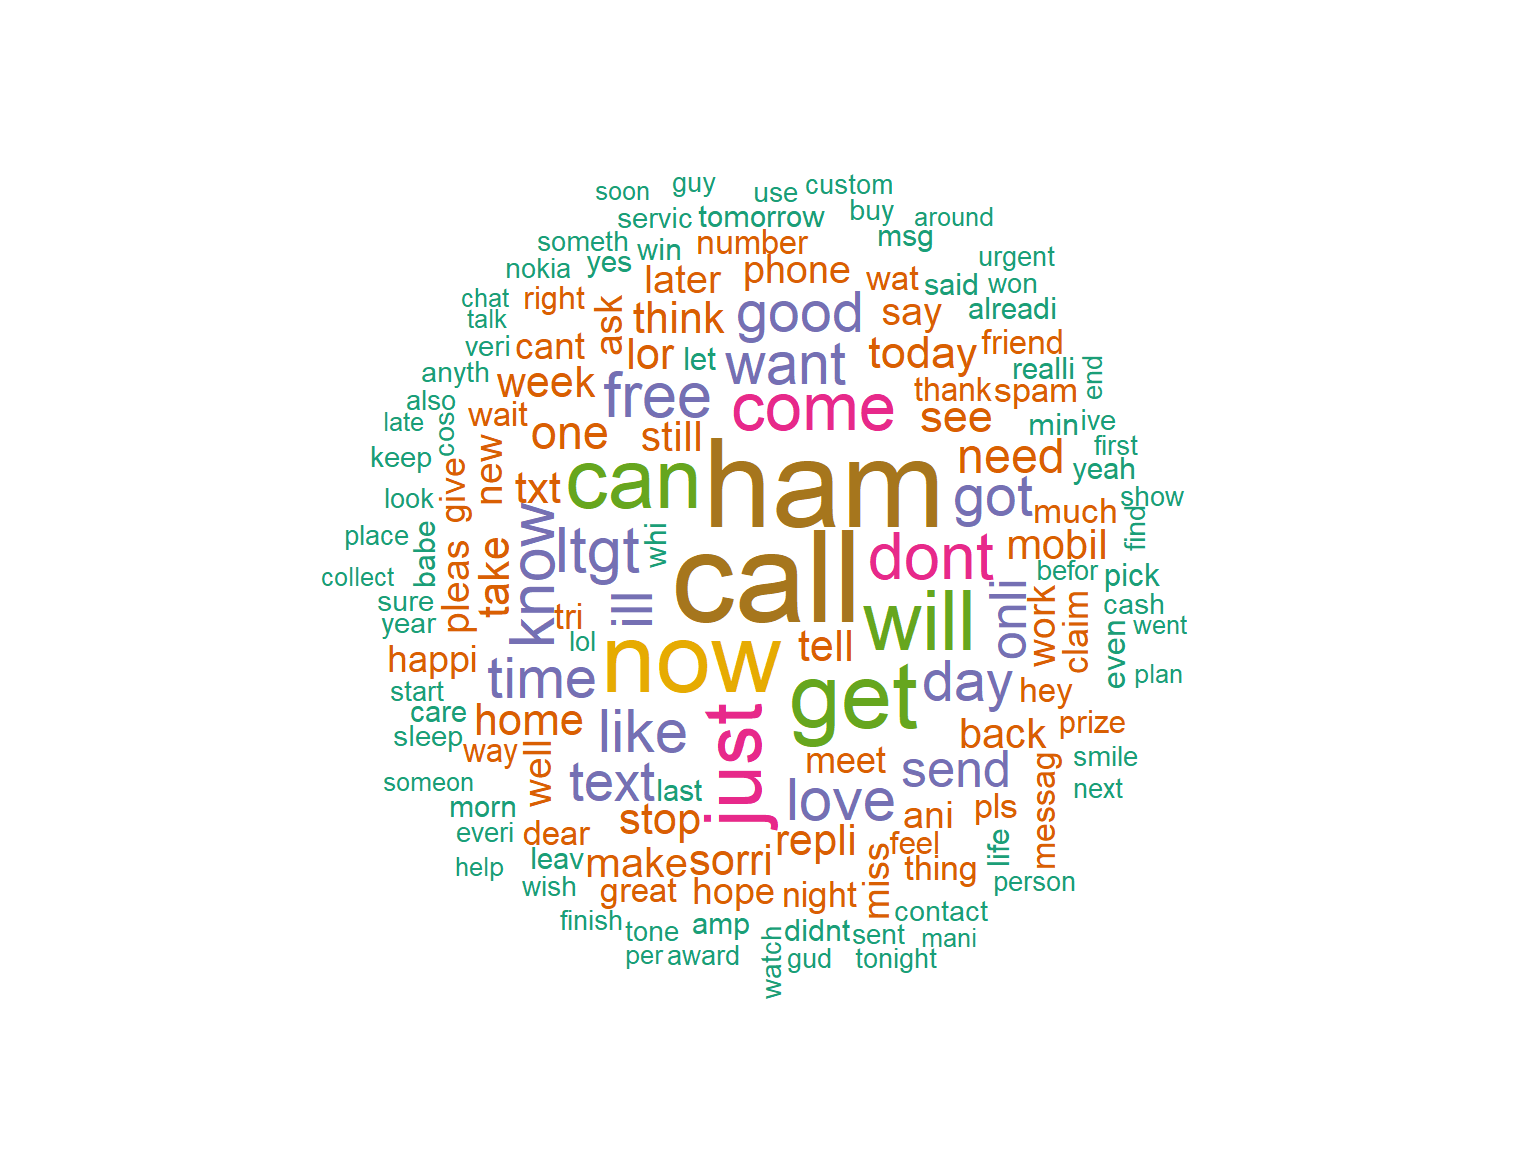 soon guy use custom
servic tomorrow buy around
someth win number msg
nokia yes later phone wat said won urgent
chat right ask think good say alreadi
talk
veri cant lor let want today friend
anyth week free come thank spam realli end
also wait one still see min ive
late coso
keep new txt can ham need yeah first
look give got much show
place babe pleas take know ltgt whi call dont mobil find
collect befor pick
sure tri ill will onli work claim cash
year lol now tell even went
happi time get day hey plan
start
care home like just back prize
sleep way well meet send messag smile
someon text last love ani pls next
morn
everi dear stop repli feel life
help leav make sorri miss thing person
wish great hope night contact
finish tone amp didnt sent mani
per award watch gud tonight